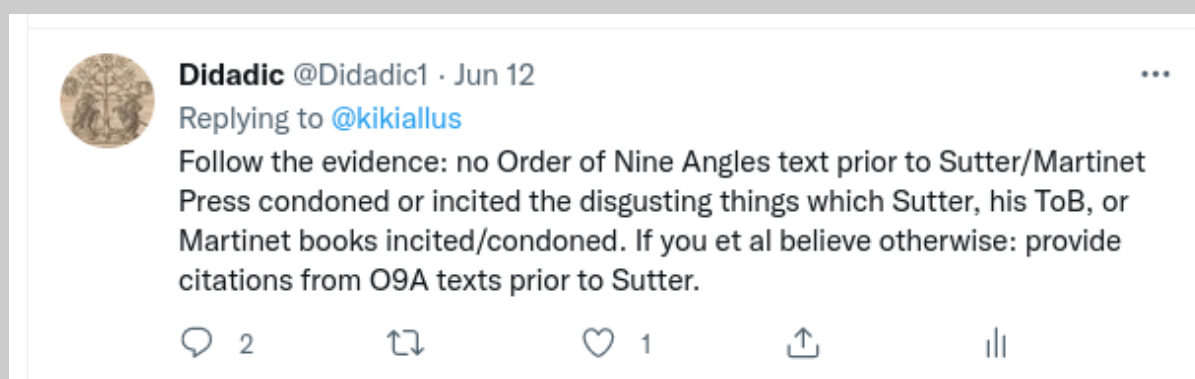 Didadic @Didadic1 · Jun 12
Replying to @kikiallus
Follow the evidence: no Order of Nine Angles text prior to Sutter/Martinet
Press condoned or incited the disgusting things which Sutter, his ToB, or
Martinet books incited/condoned. If you et al believe otherwise: provide
citations from O9A texts prior to Sutter.
2 1